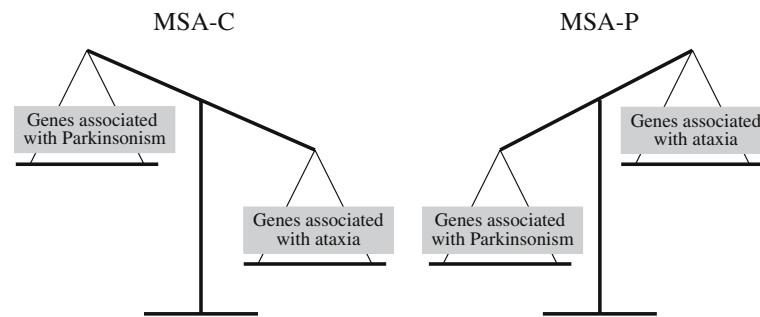 MSA-C
Genes associated
with Parkinsonism
Genes associated
with ataxia
MSA-P
Genes associated
with ataxia
Genes associated
with Parkinsonism